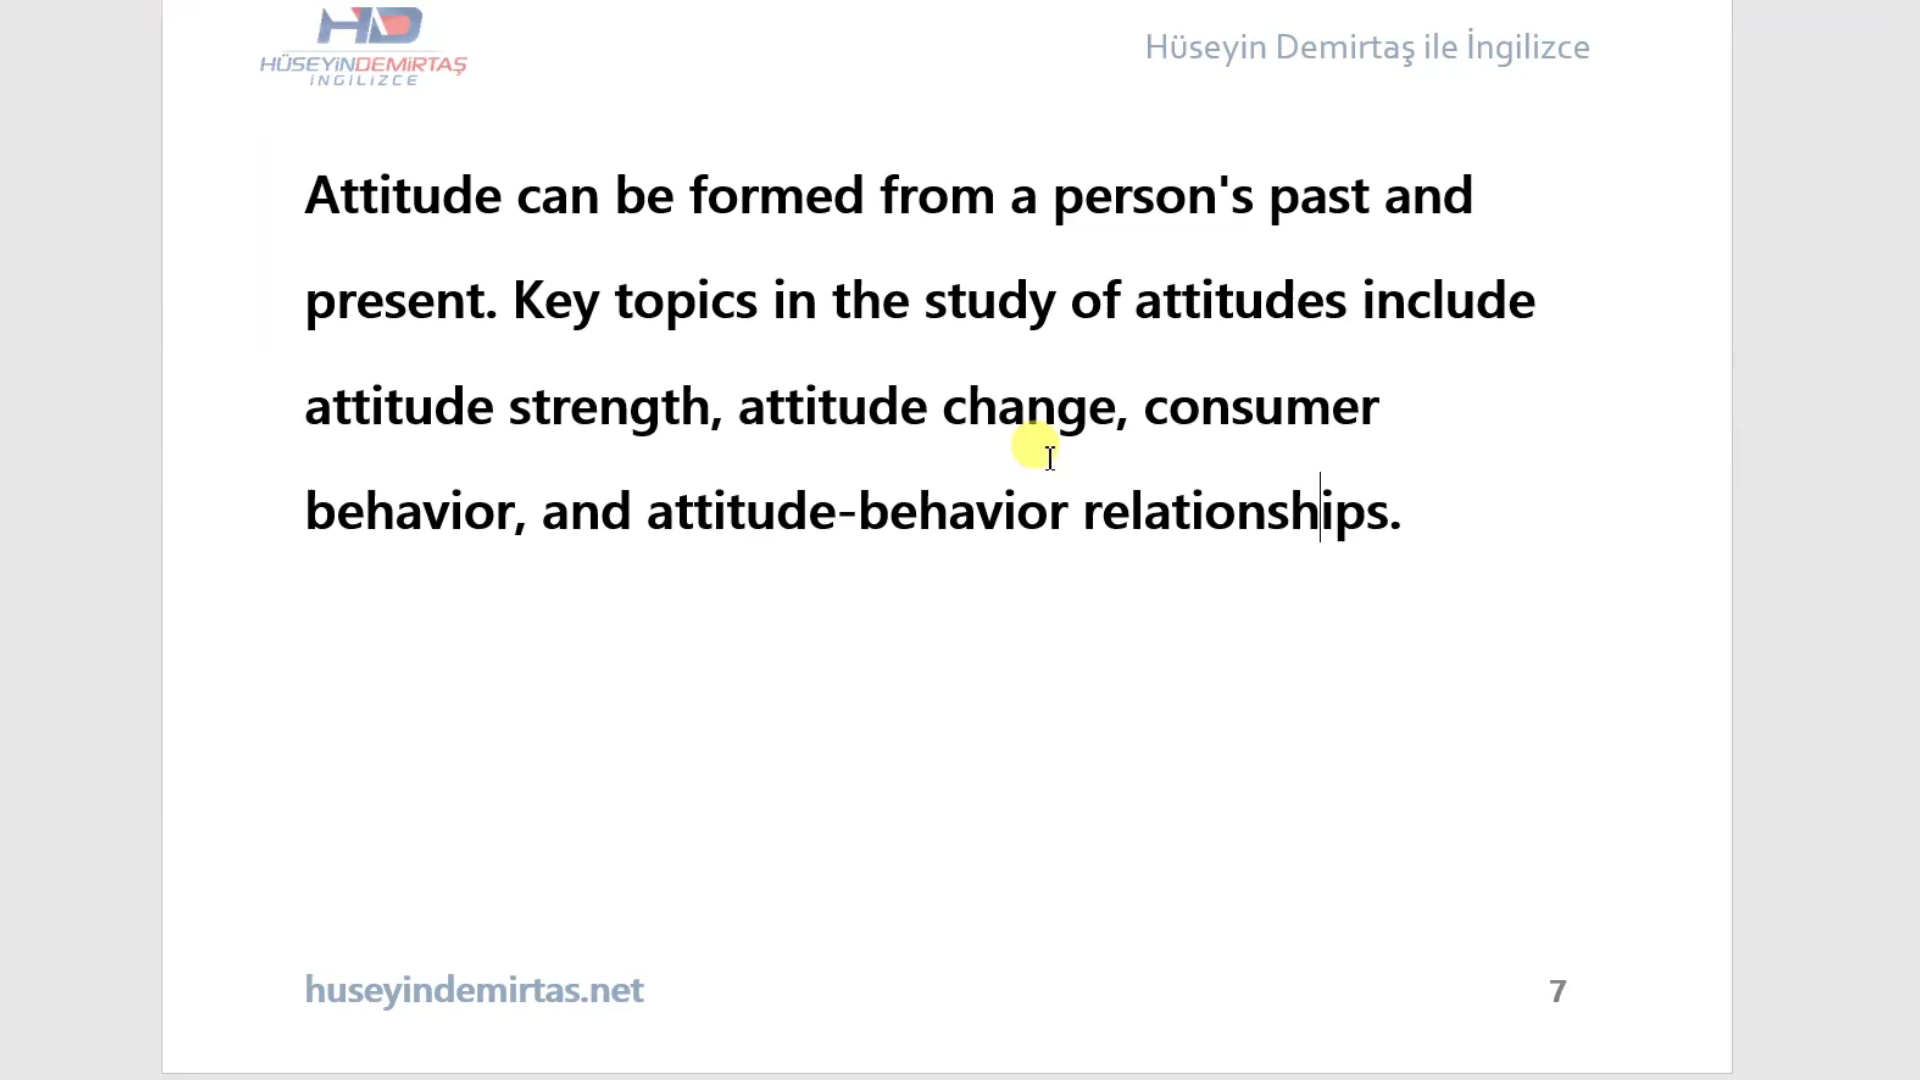 HD
HÜSEYİNDEMİRTAŞ
İNGİLİZCE
Hüseyin Demirtaş ile İngilizce
Attitude can be formed from a person's past and
present. Key topics in the study of attitudes include
attitude strength, attitude change, consumer
behavior, and attitude-behavior relationships.
huseyindemirtas.net
7